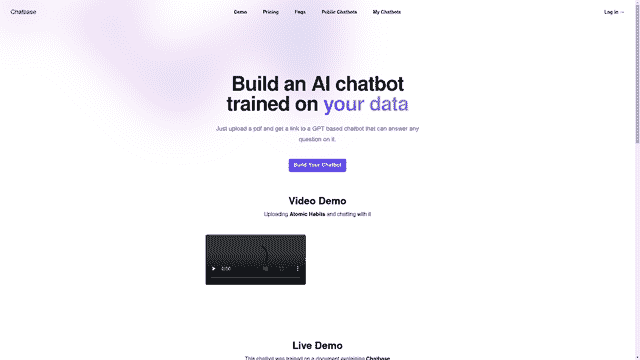 Chatbase
Demo Pricing Faqs Public Chatbots My Chatbots
Log in →
Build an AI chatbot
trained on your data
Just upload a pdf and get a link to a GPT based chatbot that can answer any
question on it.
Build Your Chatbot
Video Demo
Uploading Atomic Habits and chatting with it
0:00
Live Demo
This chatbot was trained on a document explaining Chatbase